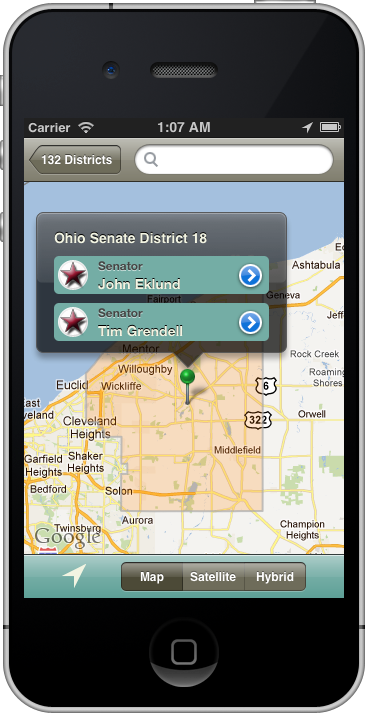 Carrier 1:07 AM
132 Districts
Ohio Senate District 18
Senator
John Eklund
Senator
Tim Grendell
Ashtabula
Fairport
Geneva
Jeff
Mentor
Willoughby
Rock Creek
Roaming
Shores
Euclid
Wickliffe
6
East
Cleveland
Cleveland
Heights
322
Orwell
Middlefield
Garfield
Heights
Shaker
Heights
Bedford
Solon
Aurora
Twinsburg
Champion
Heights
Google
Map Satellite Hybrid